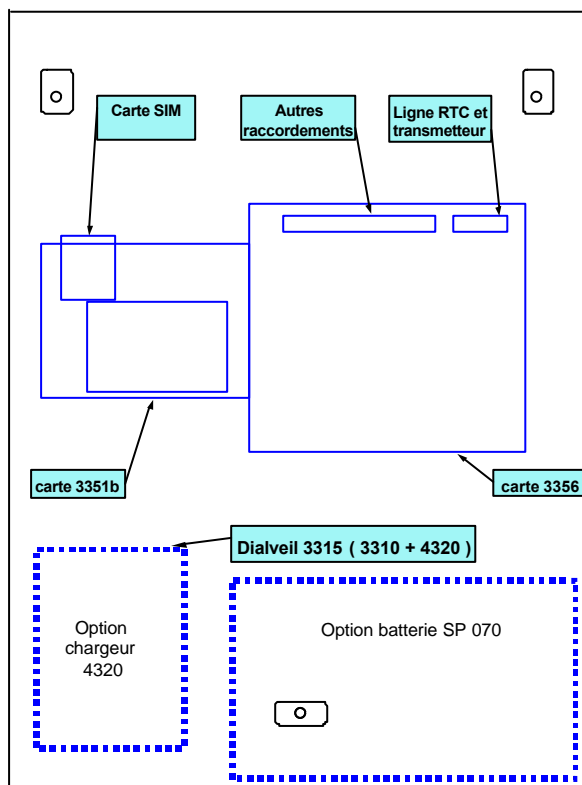 Carte SIM
Autres
raccordements
Ligne RTC et
transmetteur
carte 3351b
carte 3356
Dialveil 3315 ( 3310 + 4320 )
Option
chargeur
4320
Option batterie SP 070